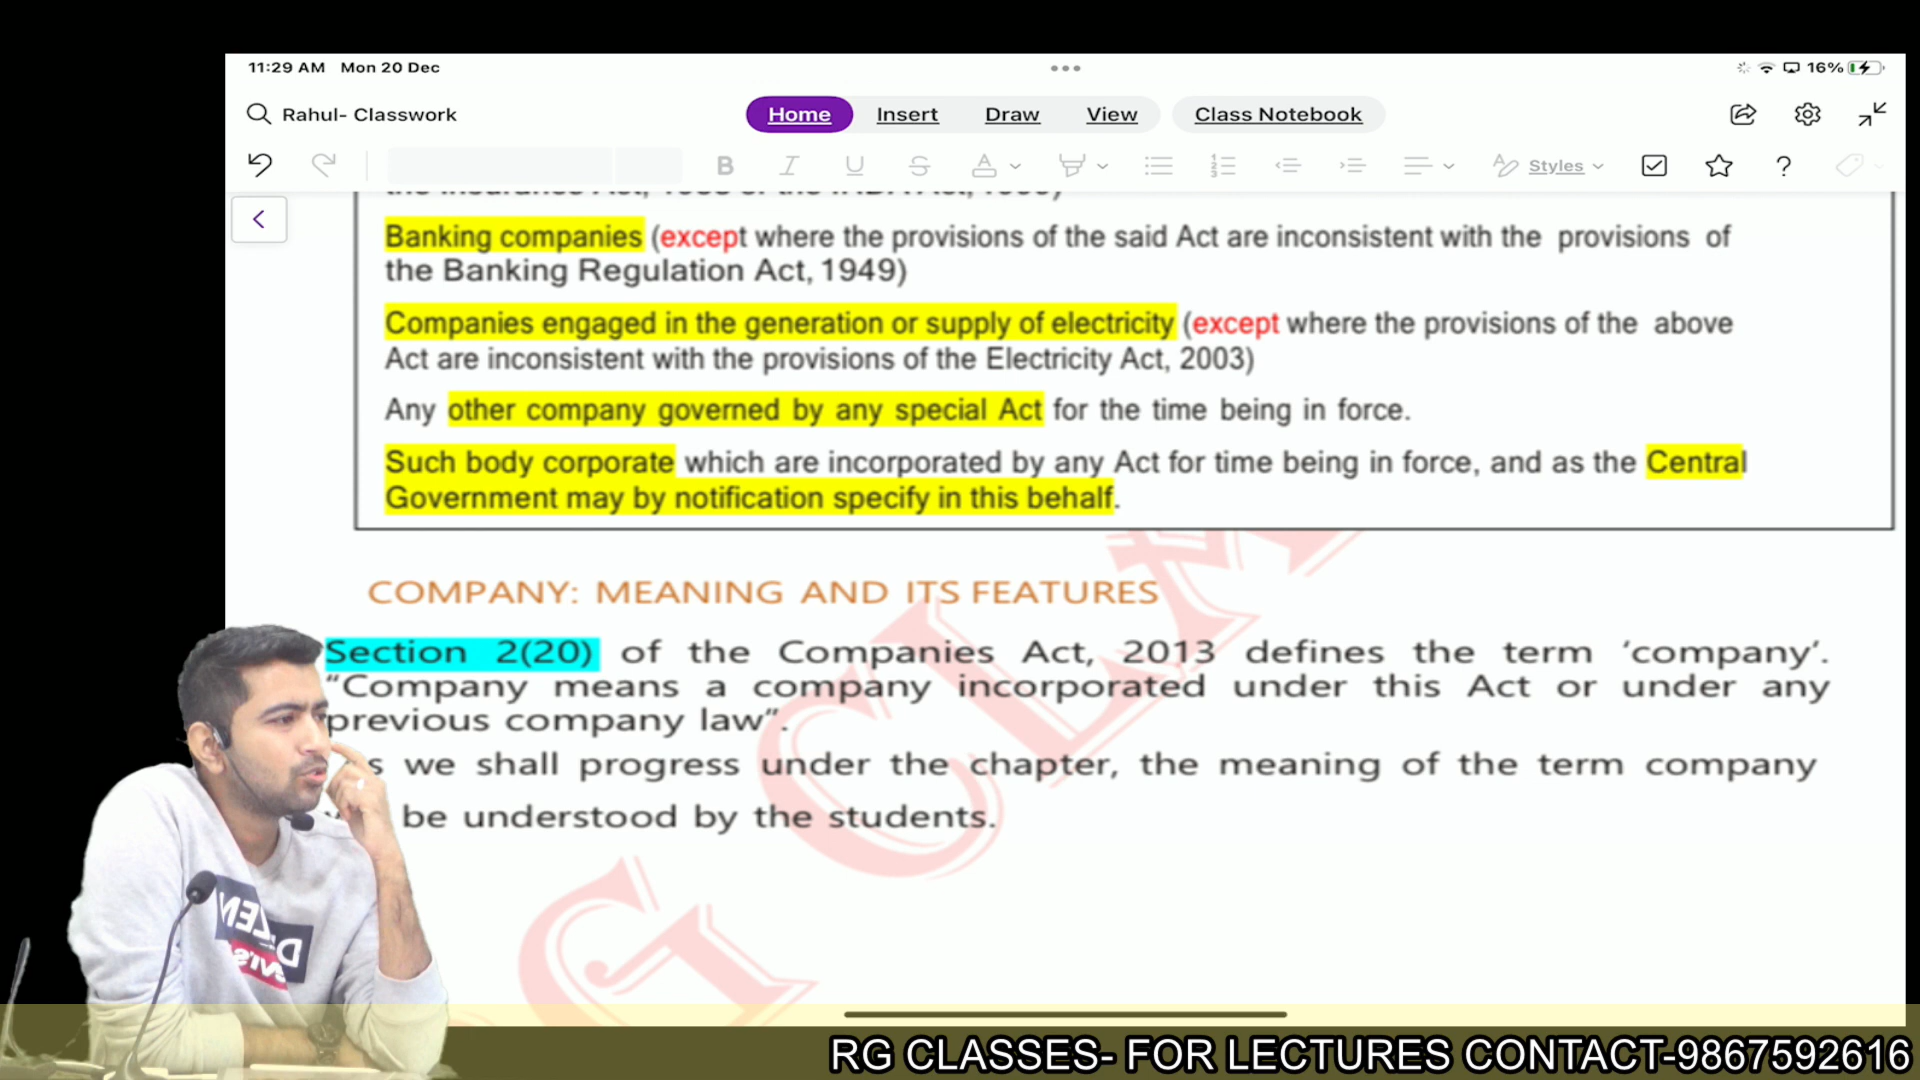 11:29 AM Mon 20 Dec
16%
Rahul- Classwork
Home Insert Draw View Class Notebook
B I U S A Styles ?
the Insurance Act,
Banking companies (except where the provisions of the said Act are inconsistent with the provisions of
the Banking Regulation Act, 1949)
Companies engaged in the generation or supply of electricity (except where the provisions of the above
Act are inconsistent with the provisions of the Electricity Act, 2003)
Any other company governed by any special Act for the time being in force.
Such body corporate which are incorporated by any Act for time being in force, and as the Central
Government may by notification specify in this behalf.
COMPANY: MEANING AND ITS FEATURES
Section 2(20) of the Companies Act, 2013 defines the term ‘company’.
“Company means a company incorporated under this Act or under any
previous company law”.
s we shall progress under the chapter, the meaning of the term company
be understood by the students.
RG CLASSES- FOR LECTURES CONTACT-9867592616